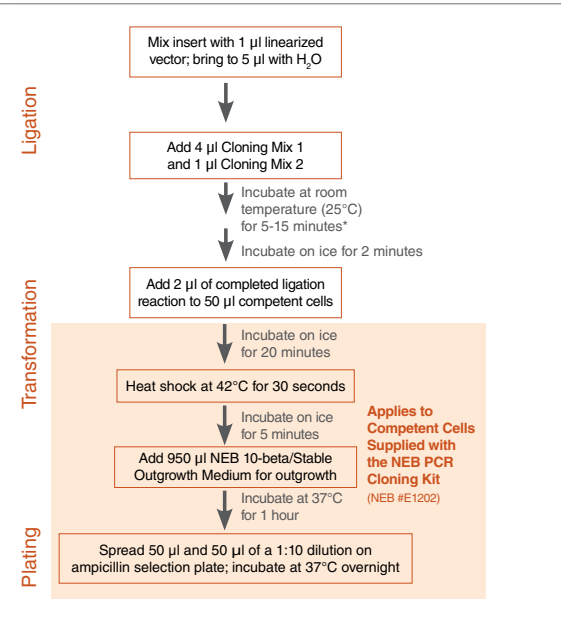 Ligation
Mix insert with 1 µl linearized
vector; bring to 5 µl with H₂O
Add 4 µl Cloning Mix 1
and 1 µl Cloning Mix 2
Incubate at room
temperature (25°C)
for 5-15 minutes*
Incubate on ice for 2 minutes
Transformation
Add 2 µl of completed ligation
reaction to 50 µl competent cells
Incubate on ice
for 20 minutes
Heat shock at 42°C for 30 seconds
Incubate on ice
for 5 minutes
Applies to
Competent Cells
Supplied with
the NEB PCR
Cloning Kit
(NEB #E1202)
Add 950 µl NEB 10-beta/Stable
Outgrowth Medium for outgrowth
Incubate at 37°C
for 1 hour
Plating
Spread 50 µl and 50 µl of a 1:10 dilution on
ampicillin selection plate; incubate at 37°C overnight